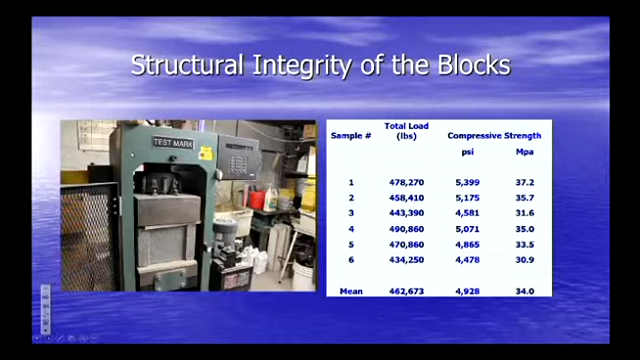 Structural Integrity of the Blocks
TEST MARK
Sample # Total Load (lbs) Compressive Strength
psi Mpa
1 478,270 5,399 37.2
2 458,410 5,175 35.7
3 443,390 4,581 31.6
4 490,860 5,071 35.0
5 470,860 4,865 33.5
6 434,250 4,478 30.9
Mean 462,673 4,928 34.0